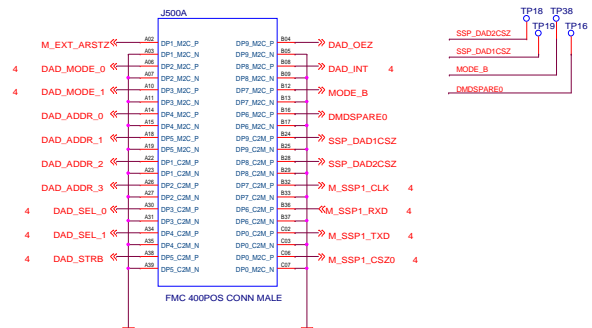 J500A
TP18 TP38
TP19 TP16
SSP_DAD2CSZ
SSP_DAD1CSZ
MODE_B
DMDSPARE0
M_EXT_ARSTZ A02 DP1_M2C_P DP9_M2C_P B04 DAD_OEZ
A03 DP1_M2C_N DP9_M2C_N B05
4 DAD_MODE_0 A06 DP2_M2C_P DP8_M2C_P B08 DAD_INT 4
A07 DP2_M2C_N DP8_M2C_N B09
4 DAD_MODE_1 A10 DP3_M2C_P DP7_M2C_P B12 MODE_B
A11 DP3_M2C_N DP7_M2C_N B13
DAD_ADDR_0 A14 DP4_M2C_P DP6_M2C_P B16 DMDSPARE0
A15 DP4_M2C_N DP6_M2C_N B17
DAD_ADDR_1 A18 DP5_M2C_P DP9_C2M_P B24 SSP_DAD1CSZ
A19 DP5_M2C_N DP9_C2M_N B25
DAD_ADDR_2 A22 DP1_C2M_P DP8_C2M_P B28 SSP_DAD2CSZ
A23 DP1_C2M_N DP8_C2M_N B29
DAD_ADDR_3 A26 DP2_C2M_P DP7_C2M_P B32 M_SSP1_CLK 4
A27 DP2_C2M_N DP7_C2M_N B33
4 DAD_SEL_0 A30 DP3_C2M_P DP6_C2M_P B36 M_SSP1_RXD 4
A31 DP3_C2M_N DP6_C2M_N B37
4 DAD_SEL_1 A34 DP4_C2M_P DP0_C2M_P C02 M_SSP1_TXD 4
A35 DP4_C2M_N DP0_C2M_N C03
4 DAD_STRB A38 DP5_C2M_P DP0_M2C_P C06 M_SSP1_CSZ0 4
A39 DP5_C2M_N DP0_M2C_N C07
FMC 400POS CONN MALE